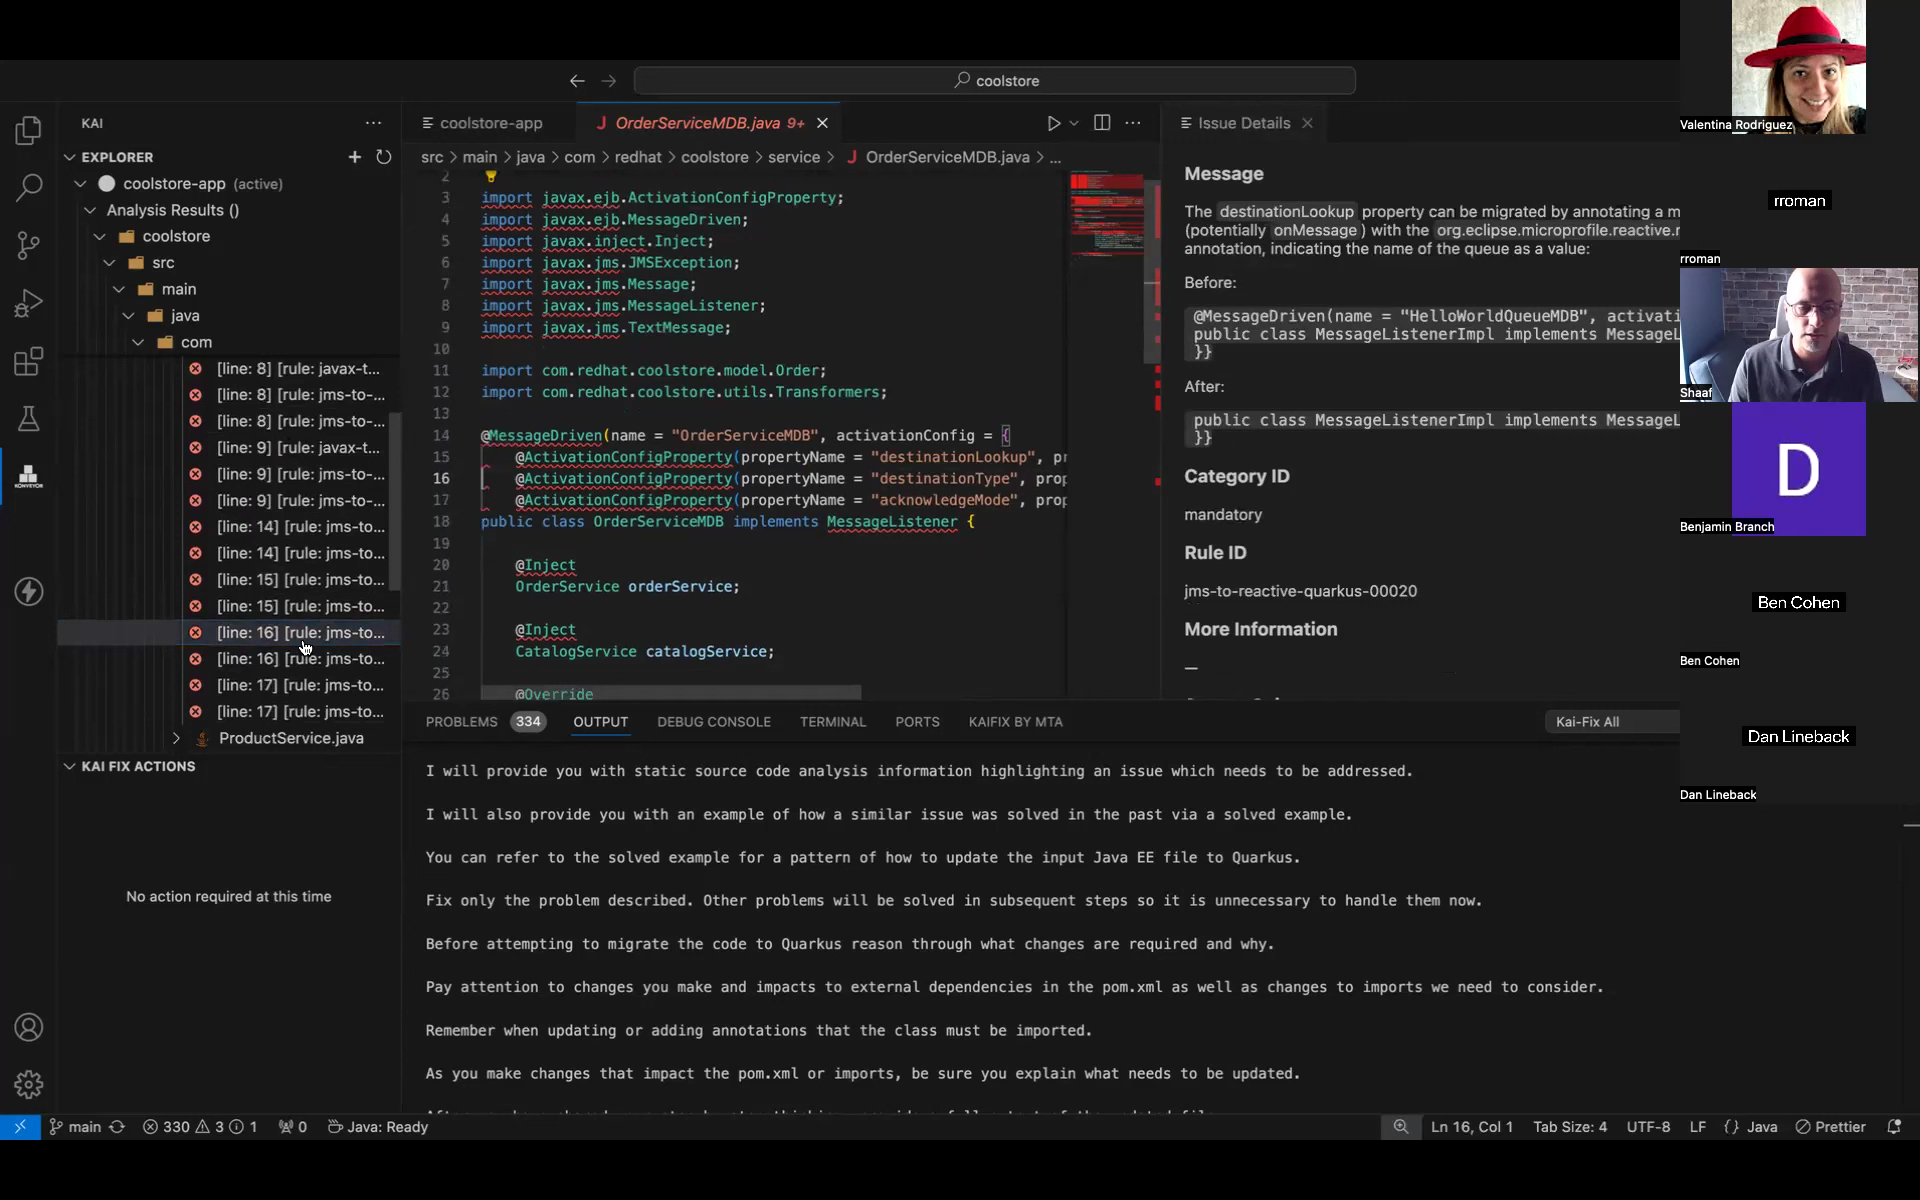 coolstore
KAI
EXPLORER
coolstore-app (active)
Analysis Results ()
coolstore
src
main
java
com
[line: 8] [rule: javax-t...
[line: 8] [rule: jms-to-...
[line: 8] [rule: jms-to-...
[line: 9] [rule: javax-t...
[line: 9] [rule: jms-to-...
[line: 9] [rule: jms-to-...
[line: 14] [rule: jms-to...
[line: 14] [rule: jms-to...
[line: 15] [rule: jms-to...
[line: 15] [rule: jms-to...
[line: 16] [rule: jms-to...
[line: 16] [rule: jms-to...
[line: 17] [rule: jms-to...
[line: 17] [rule: jms-to...
ProductService.java
KAI FIX ACTIONS
No action required at this time
KONVEYOR
coolstore-app
J OrderServiceMDB.java 9+
src > main > java > com > redhat > coolstore > service > J OrderServiceMDB.java > ...
2
3 import javax.ejb.ActivationConfigProperty;
4 import javax.ejb.MessageDriven;
5 import javax.inject.Inject;
6 import javax.jms.JMSException;
7 import javax.jms.Message;
8 import javax.jms.MessageListener;
9 import javax.jms.TextMessage;
10
11 import com.redhat.coolstore.model.Order;
12 import com.redhat.coolstore.utils.Transformers;
13
14 @MessageDriven(name = "OrderServiceMDB", activationConfig = {
15 @ActivationConfigProperty(propertyName = "destinationLookup", pr
16 @ActivationConfigProperty(propertyName = "destinationType", prop
17 @ActivationConfigProperty(propertyName = "acknowledgeMode", prop
18 public class OrderServiceMDB implements MessageListener {
19
20 @Inject
21 OrderService orderService;
22
23 @Inject
24 CatalogService catalogService;
25
26 @Override
Issue Details
Message
The destinationLookup property can be migrated by annotating a m
(potentially onMessage ) with the org.eclipse.microprofile.reactive.r
annotation, indicating the name of the queue as a value:
Before:
@MessageDriven(name = "HelloWorldQueueMDB", activati
public class MessageListenerImpl implements MessageL
}}
After:
public class MessageListenerImpl implements MessageL
}}
Category ID
mandatory
Rule ID
jms-to-reactive-quarkus-00020
More Information
—
PROBLEMS 334 OUTPUT DEBUG CONSOLE TERMINAL PORTS KAIFIX BY MTA
Kai-Fix All
I will provide you with static source code analysis information highlighting an issue which needs to be addressed.
I will also provide you with an example of how a similar issue was solved in the past via a solved example.
You can refer to the solved example for a pattern of how to update the input Java EE file to Quarkus.
Fix only the problem described. Other problems will be solved in subsequent steps so it is unnecessary to handle them now.
Before attempting to migrate the code to Quarkus reason through what changes are required and why.
Pay attention to changes you make and impacts to external dependencies in the pom.xml as well as changes to imports we need to consider.
Remember when updating or adding annotations that the class must be imported.
As you make changes that impact the pom.xml or imports, be sure you explain what needs to be updated.
main 330 3 1 0 Java: Ready
Ln 16, Col 1 Tab Size: 4 UTF-8 LF {} Java Prettier
Valentina Rodriguez
rroman
rroman
Shaaf
D
Benjamin Branch
Ben Cohen
Ben Cohen
Dan Lineback
Dan Lineback